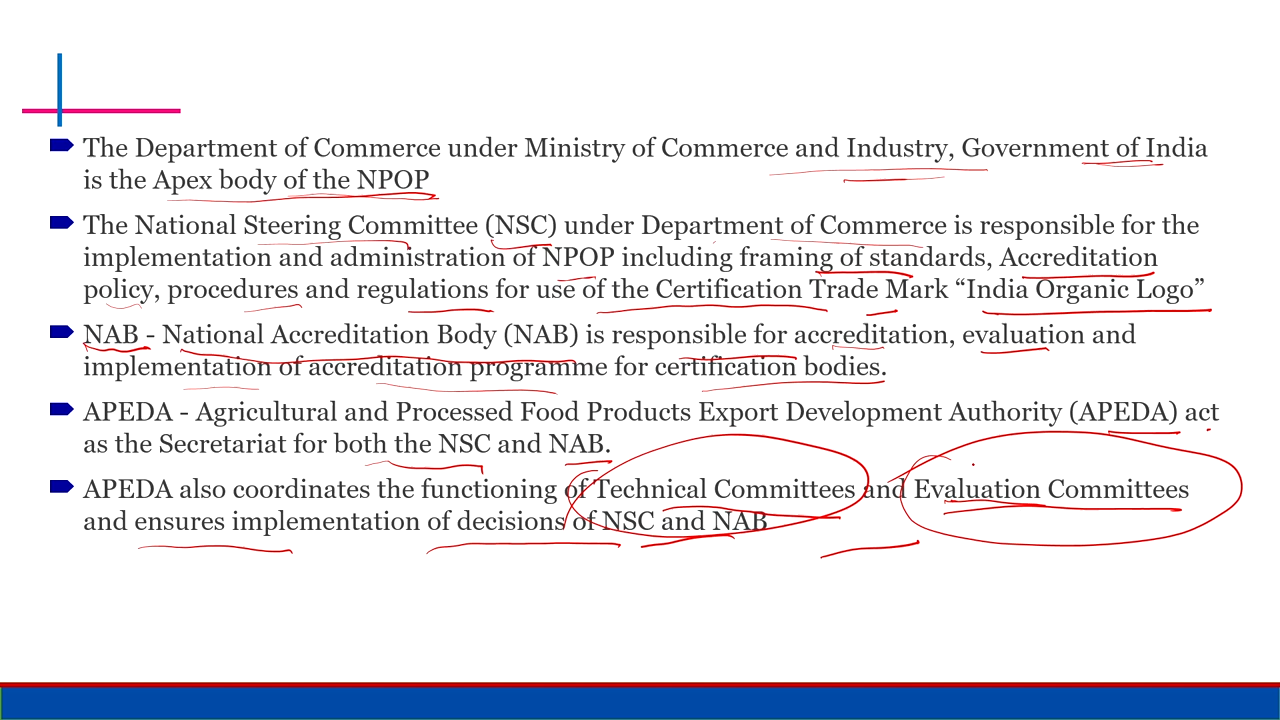 The Department of Commerce under Ministry of Commerce and Industry, Government of India
is the Apex body of the NPOP
The National Steering Committee (NSC) under Department of Commerce is responsible for the
implementation and administration of NPOP including framing of standards, Accreditation
policy, procedures and regulations for use of the Certification Trade Mark “India Organic Logo”
NAB - National Accreditation Body (NAB) is responsible for accreditation, evaluation and
implementation of accreditation programme for certification bodies.
APEDA - Agricultural and Processed Food Products Export Development Authority (APEDA) act
as the Secretariat for both the NSC and NAB.
APEDA also coordinates the functioning of Technical Committees and Evaluation Committees
and ensures implementation of decisions of NSC and NAB